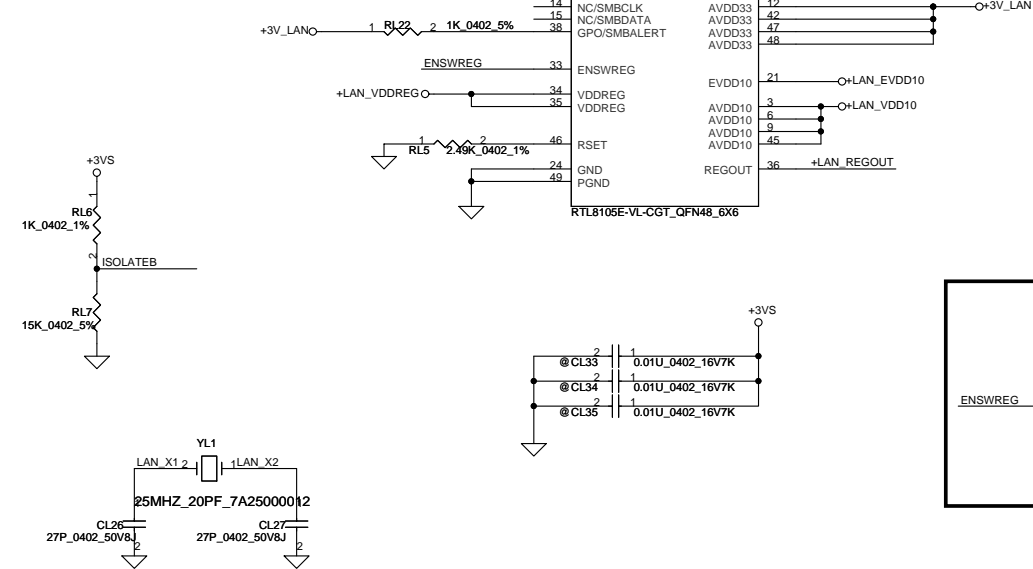 14 NC/SMBCLK AVDD33 12 +3V_LAN
15 NC/SMBDATA AVDD33 42
+3V_LAN 1 RL22 2 1K_0402_5% 38 GPO/SMBALERT AVDD33 47
AVDD33 48
ENSWREG 33 ENSWREG
EVDD10 21 +LAN_EVDD10
+LAN_VDDREG 34 VDDREG
35 VDDREG AVDD10 3 +LAN_VDD10
AVDD10 6
AVDD10 9
1 2 46 RSET AVDD10 45
RL5 2.49K_0402_1%
24 GND REGOUT 36 +LAN_REGOUT
49 PGND
RTL8105E-VL-CGT_QFN48_6X6
+3VS
1
RL6
1K_0402_1%
2
ISOLATEB
RL7
15K_0402_5%
+3VS
2 1
@CL33 0.01U_0402_16V7K
2 1
@CL34 0.01U_0402_16V7K
2 1
@CL35 0.01U_0402_16V7K
ENSWREG
YL1
LAN_X1 2 1 LAN_X2
25MHZ_20PF_7A25000012
CL26 CL27
27P_0402_50V8J 27P_0402_50V8J
2 2